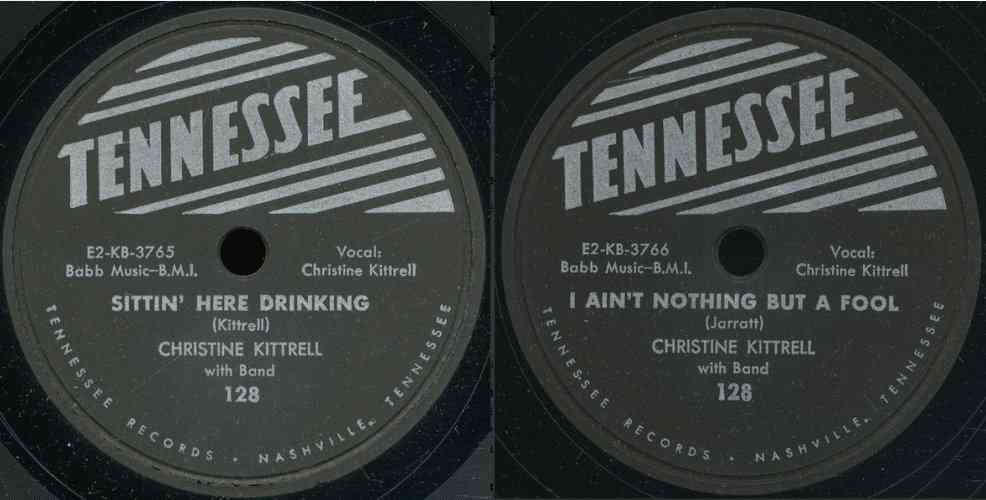 TENNESSEE
E2-KB-3765
Babb Music-B.M.I.
Vocal:
Christine Kittrell
SITTIN' HERE DRINKING
(Kittrell)
CHRISTINE KITTRELL
with Band
128
TENNESSEE RECORDS • NASHVILLE, TENNESSEE
TENNESSEE
E2-KB-3766
Babb Music-B.M.I.
Vocal:
Christine Kittrell
I AIN'T NOTHING BUT A FOOL
(Jarratt)
CHRISTINE KITTRELL
with Band
128
TENNESSEE RECORDS • NASHVILLE, TENNESSEE